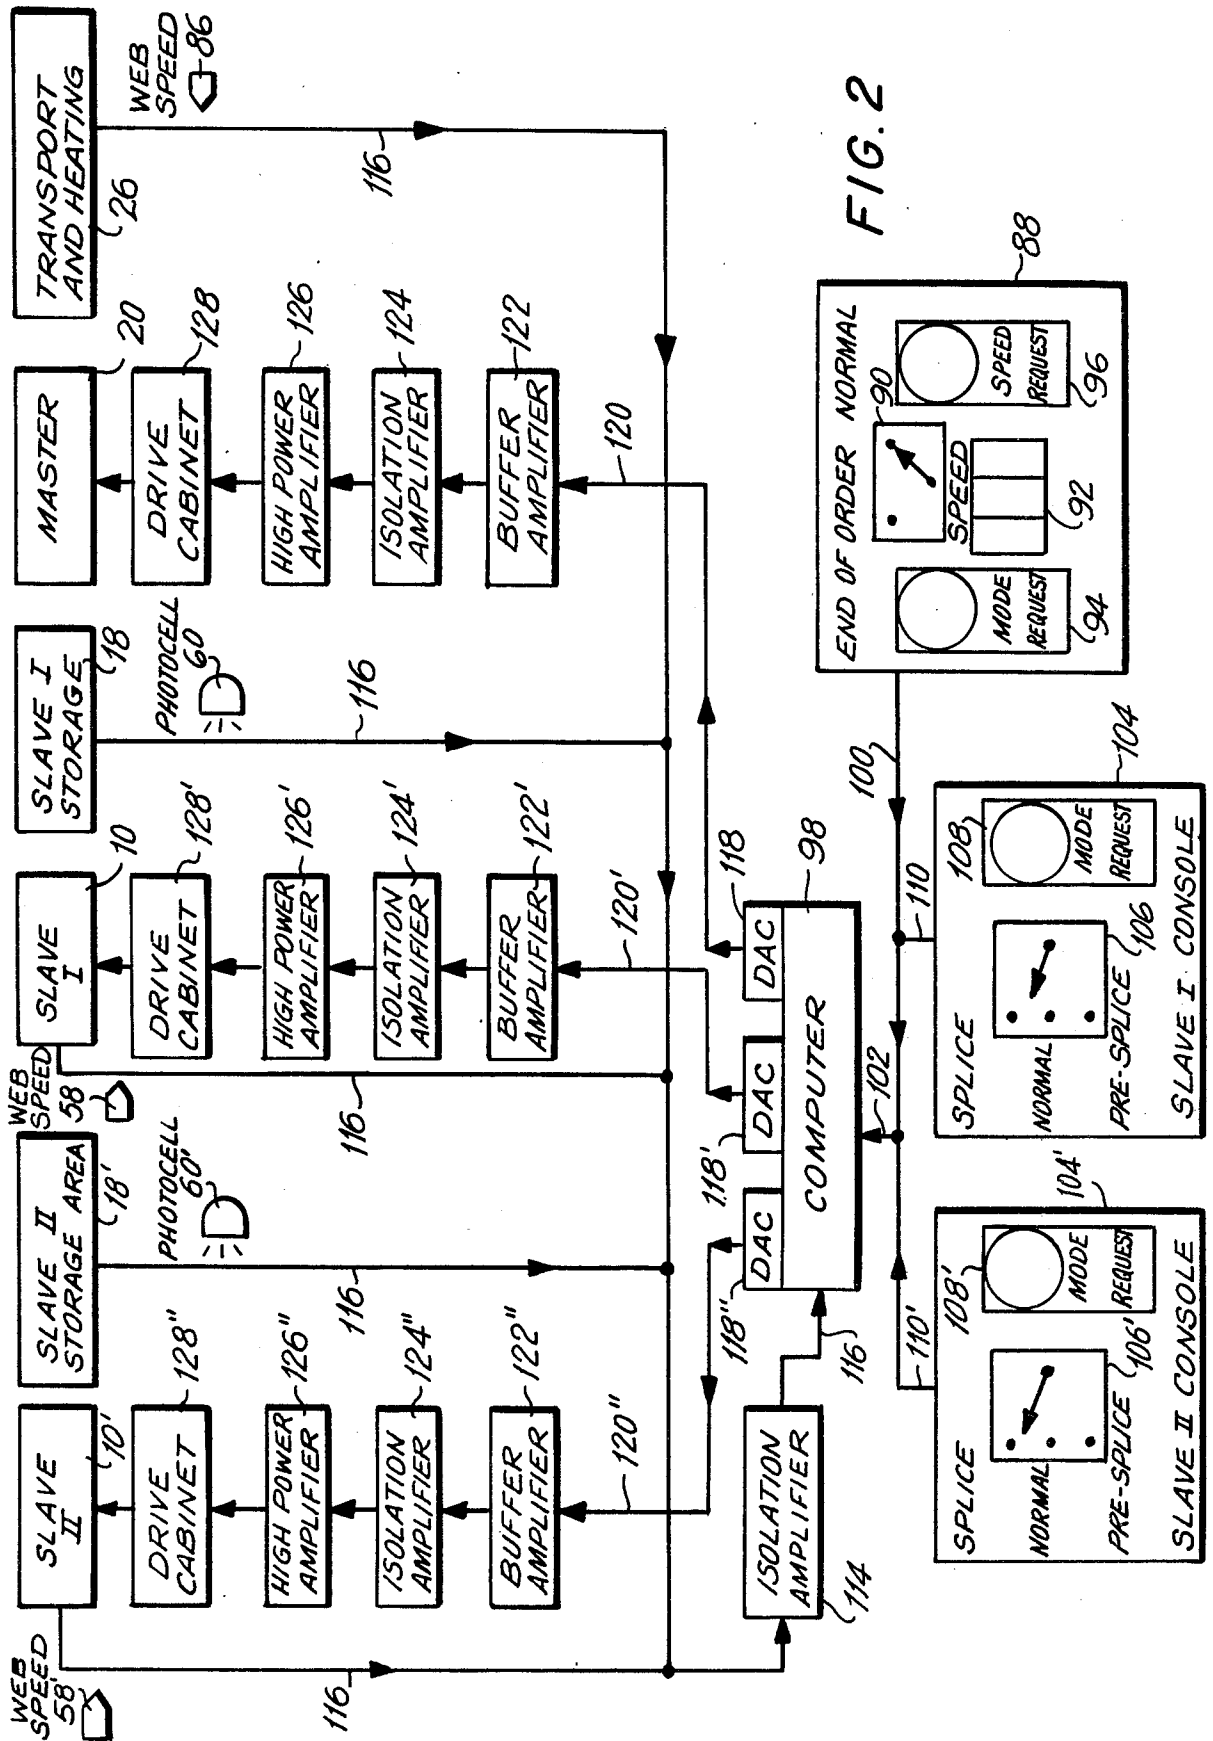 WEB
SPEED
58'
SLAVE
II
10'
SLAVE II
STORAGE AREA
18'
WEB
SPEED
58
SLAVE
I
10
SLAVE I
STORAGE
18
MASTER
20
TRANSPORT
AND HEATING
26
WEB
SPEED
86
116
DRIVE
CABINET
128"
PHOTOCELL
60'
116
DRIVE
CABINET
128'
PHOTOCELL
60
116
DRIVE
CABINET
128
116
HIGH POWER
AMPLIFIER
126"
116
HIGH POWER
AMPLIFIER
126'
HIGH POWER
AMPLIFIER
126
ISOLATION
AMPLIFIER
124"
ISOLATION
AMPLIFIER
124'
ISOLATION
AMPLIFIER
124
BUFFER
AMPLIFIER
122"
BUFFER
AMPLIFIER
122'
BUFFER
AMPLIFIER
122
120"
120'
120
ISOLATION
AMPLIFIER
114
116
118"
DAC
118'
DAC
118
DAC
COMPUTER
98
102
100
END OF ORDER NORMAL
90
SPEED
92
MODE
REQUEST
94
SPEED
REQUEST
96
88
FIG. 2
110'
110
104'
SPLICE
NORMAL
PRE-SPLICE
106'
108'
MODE
REQUEST
SLAVE II CONSOLE
104
SPLICE
NORMAL
PRE-SPLICE
106
108
MODE
REQUEST
SLAVE I CONSOLE